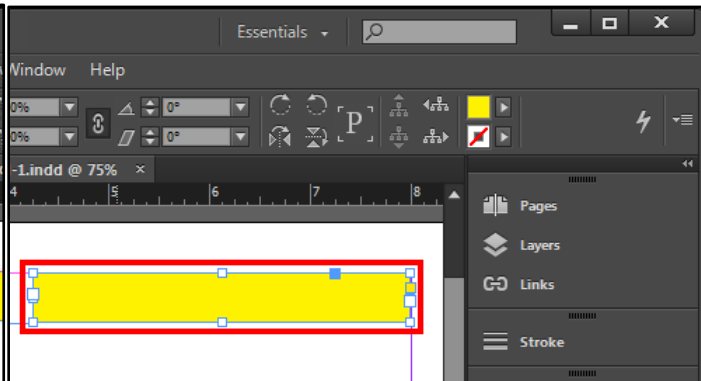 Essentials
Window Help
0% 0°
0% 0°
P
-1.indd @ 75% ×
4 5 6 7 8
Pages
Layers
Links
Stroke